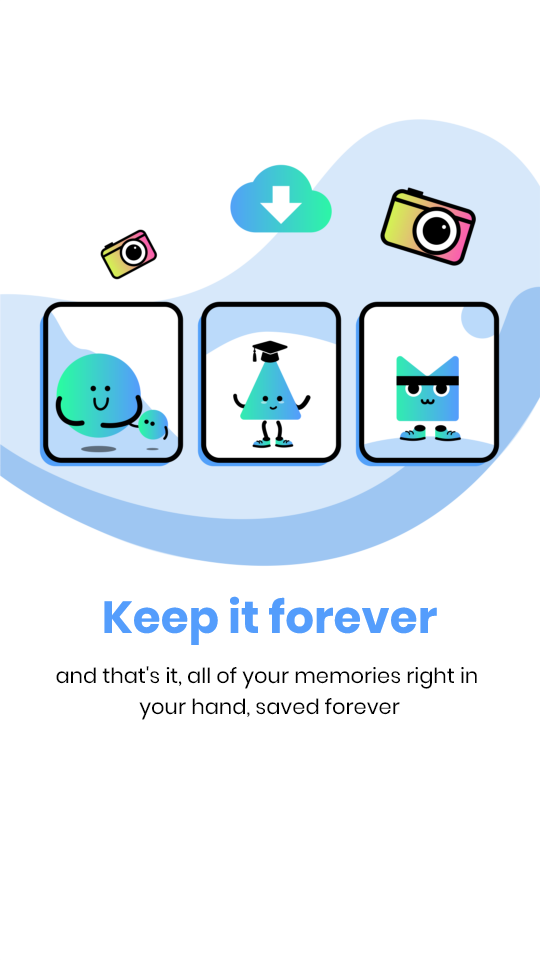 Keep it forever
and that's it, all of your memories right in
your hand, saved forever